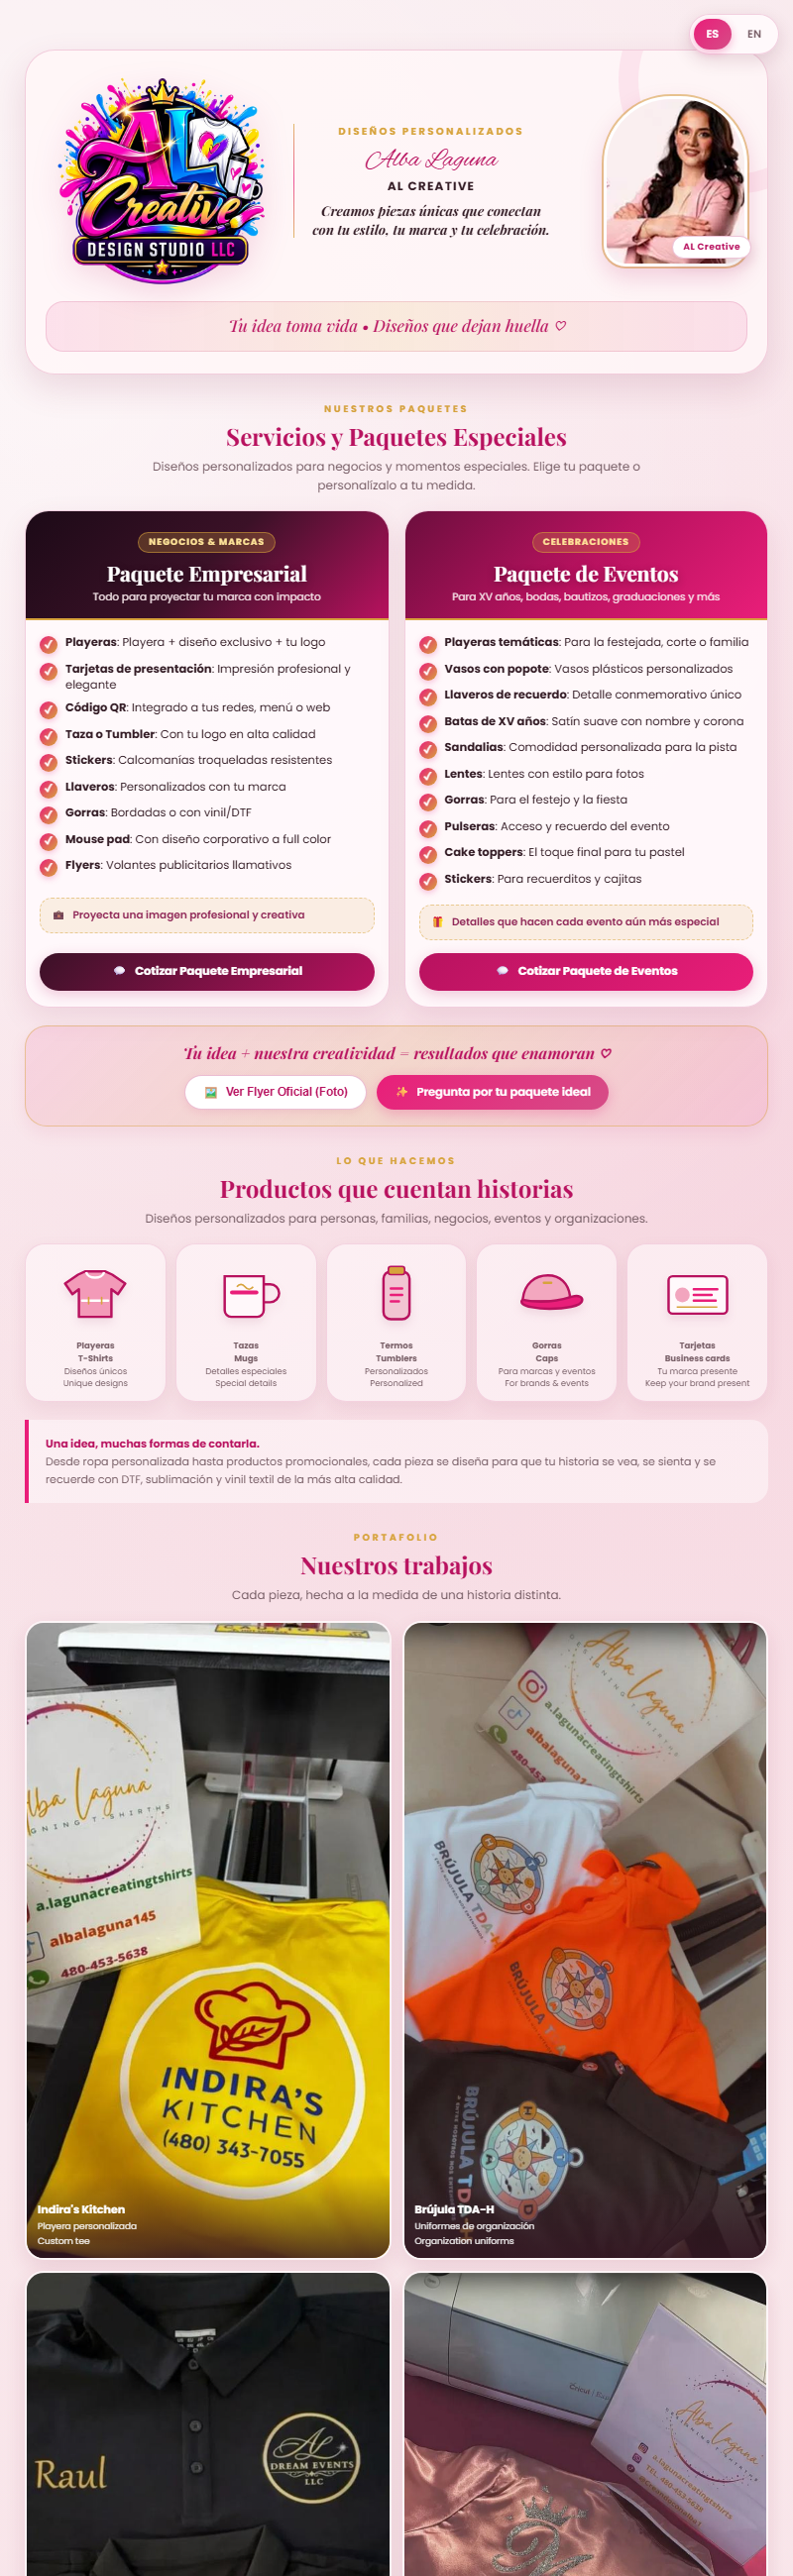 ES EN
AL
Creative
DESIGN STUDIO LLC
DISEÑOS PERSONALIZADOS
Alba Laguna
AL CREATIVE
Creamos piezas únicas que conectan
con tu estilo, tu marca y tu celebración.
AL Creative
Tu idea toma vida • Diseños que dejan huella ♡
NUESTROS PAQUETES
Servicios y Paquetes Especiales
Diseños personalizados para negocios y momentos especiales. Elige tu paquete o
personalízalo a tu medida.
NEGOCIOS & MARCAS
Paquete Empresarial
Todo para proyectar tu marca con impacto
Playeras: Playera + diseño exclusivo + tu logo
Tarjetas de presentación: Impresión profesional y
elegante
Código QR: Integrado a tus redes, menú o web
Taza o Tumbler: Con tu logo en alta calidad
Stickers: Calcomanías troqueladas resistentes
Llaveros: Personalizados con tu marca
Gorras: Bordadas o con vinil/DTF
Mouse pad: Con diseño corporativo a full color
Flyers: Volantes publicitarios llamativos
Proyecta una imagen profesional y creativa
Cotizar Paquete Empresarial
CELEBRACIONES
Paquete de Eventos
Para XV años, bodas, bautizos, graduaciones y más
Playeras temáticas: Para la festejada, corte o familia
Vasos con popote: Vasos plásticos personalizados
Llaveros de recuerdo: Detalle conmemorativo único
Batas de XV años: Satín suave con nombre y corona
Sandalias: Comodidad personalizada para la pista
Lentes: Lentes con estilo para fotos
Gorras: Para el festejo y la fiesta
Pulseras: Acceso y recuerdo del evento
Cake toppers: El toque final para tu pastel
Stickers: Para recuerditos y cajitas
Detalles que hacen cada evento aún más especial
Cotizar Paquete de Eventos
Tu idea + nuestra creatividad = resultados que enamoran ♡
Ver Flyer Oficial (Foto)
Pregunta por tu paquete ideal
LO QUE HACEMOS
Productos que cuentan historias
Diseños personalizados para personas, familias, negocios, eventos y organizaciones.
Playeras
T-Shirts
Diseños únicos
Unique designs
Tazas
Mugs
Detalles especiales
Special details
Termos
Tumblers
Personalizados
Personalized
Gorras
Caps
Para marcas y eventos
For brands & events
Tarjetas
Business cards
Tu marca presente
Keep your brand present
Una idea, muchas formas de contarla.
Desde ropa personalizada hasta productos promocionales, cada pieza se diseña para que tu historia se vea, se sienta y se
recuerde con DTF, sublimación y vinil textil de la más alta calidad.
PORTAFOLIO
Nuestros trabajos
Cada pieza, hecha a la medida de una historia distinta.
lba Laguna
GNING T-SHIRTHS
a.lagunacreatingtshirts
albalaguna145
480-453-5638
INDIRA'S
KITCHEN
(480) 343-7055
Indira's Kitchen
Playera personalizada
Custom tee
Alba Laguna
a.lagunacreatingtshirts
albalaguna14
480-453
BRÚJULA TDA-H
BRÚJULA TDA
BRÚJULA TDA-H
Brújula TDA-H
Uniformes de organización
Organization uniforms
Raul
AL
DREAM EVENTS
LLC
Cricut
Alba Laguna
a.lagunacreatingtshirts
TEL. 480-453-5638